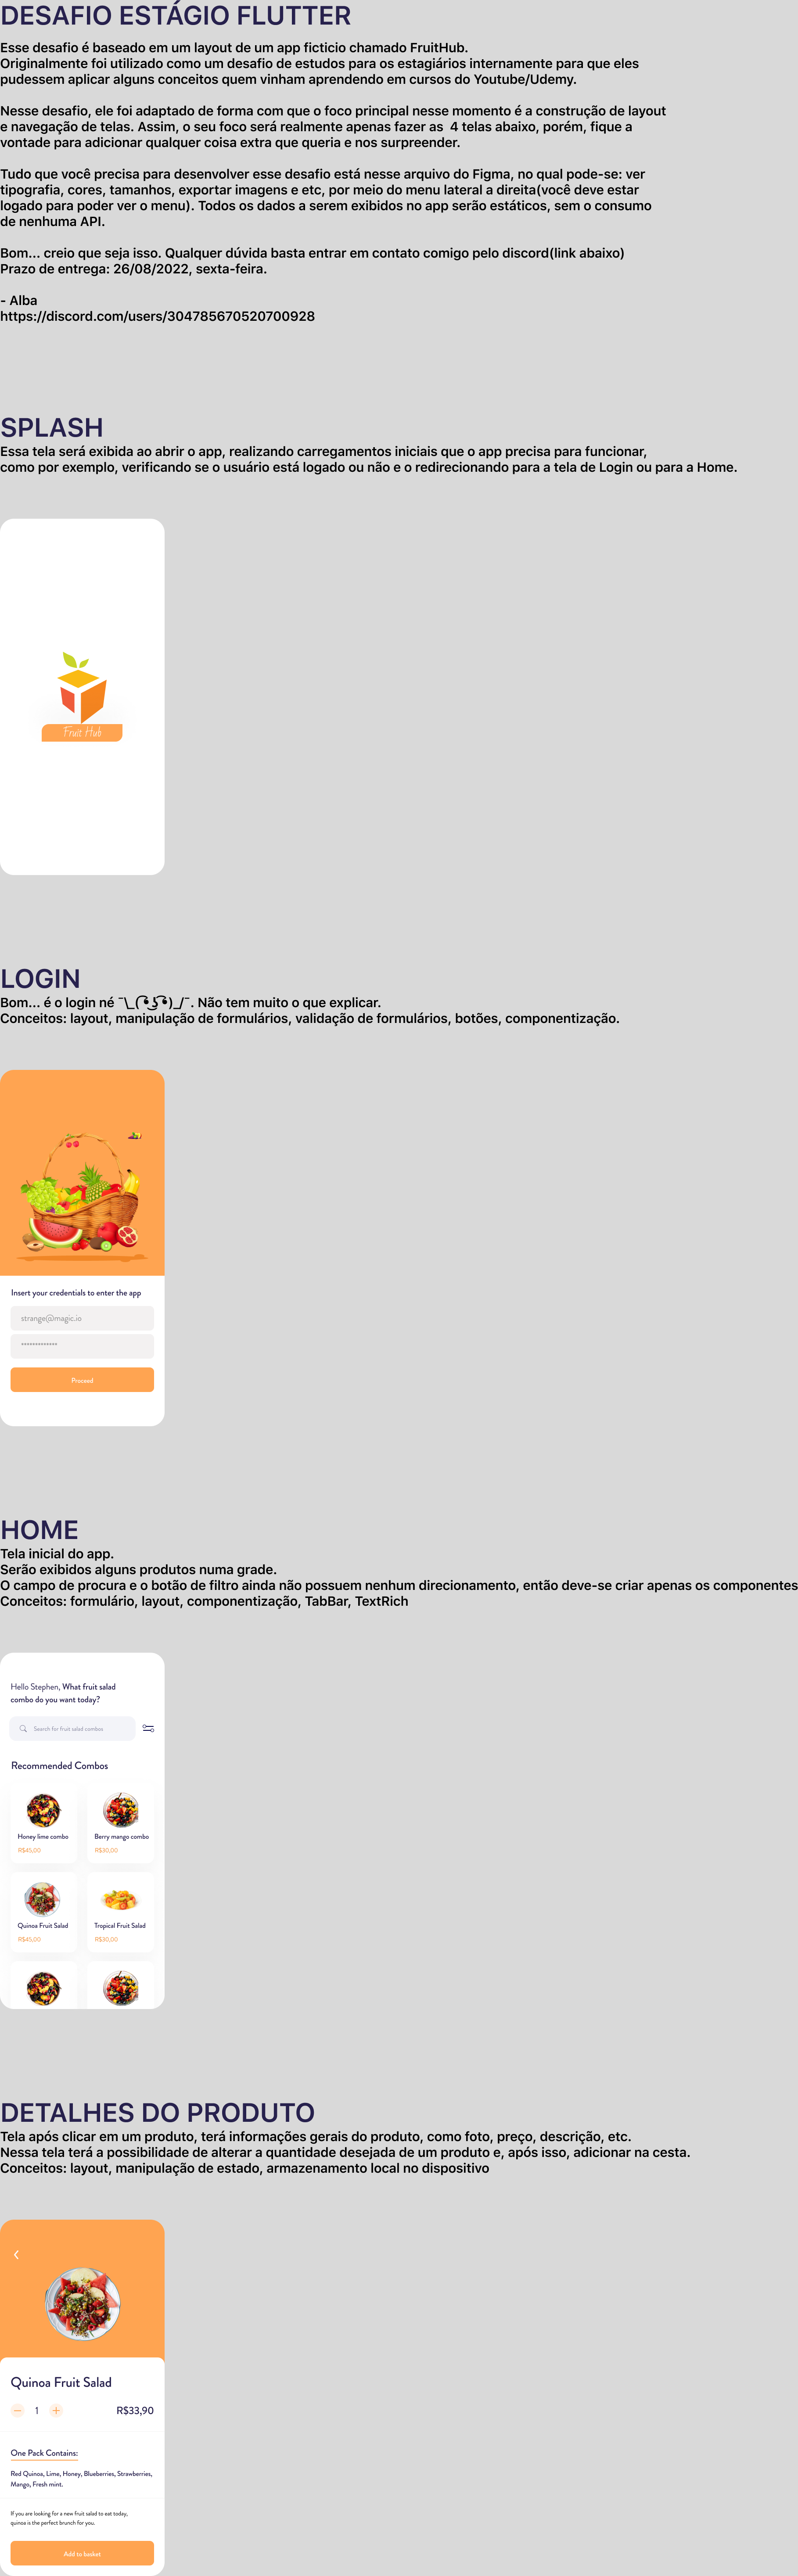 DESAFIO ESTÁGIO FLUTTER
Esse desafio é baseado em um layout de um app ficticio chamado FruitHub.
Originalmente foi utilizado como um desafio de estudos para os estagiários internamente para que eles
pudessem aplicar alguns conceitos quem vinham aprendendo em cursos do Youtube/Udemy.
Nesse desafio, ele foi adaptado de forma com que o foco principal nesse momento é a construção de layout
e navegação de telas. Assim, o seu foco será realmente apenas fazer as  4 telas abaixo, porém, fique a
vontade para adicionar qualquer coisa extra que queria e nos surpreender.
Tudo que você precisa para desenvolver esse desafio está nesse arquivo do Figma, no qual pode-se: ver
tipografia, cores, tamanhos, exportar imagens e etc, por meio do menu lateral a direita(você deve estar
logado para poder ver o menu). Todos os dados a serem exibidos no app serão estáticos, sem o consumo
de nenhuma API.
Bom... creio que seja isso. Qualquer dúvida basta entrar em contato comigo pelo discord(link abaixo)
Prazo de entrega: 26/08/2022, sexta-feira.
- Alba
https://discord.com/users/304785670520700928
SPLASH
Essa tela será exibida ao abrir o app, realizando carregamentos iniciais que o app precisa para funcionar,
como por exemplo, verificando se o usuário está logado ou não e o redirecionando para a tela de Login ou para a Home.
Fruit Hub
LOGIN
Bom... é o login né ¯\_( ͡• ͜ʖ ͡•)_/¯. Não tem muito o que explicar.
Conceitos: layout, manipulação de formulários, validação de formulários, botões, componentização.
Insert your credentials to enter the app
strange@magic.io
*************
Proceed
HOME
Tela inicial do app.
Serão exibidos alguns produtos numa grade.
O campo de procura e o botão de filtro ainda não possuem nenhum direcionamento, então deve-se criar apenas os componentes
Conceitos: formulário, layout, componentização, TabBar, TextRich
Hello Stephen, What fruit salad
combo do you want today?
Search for fruit salad combos
Recommended Combos
Honey lime combo
Berry mango combo
R$45,00
R$30,00
Quinoa Fruit Salad
Tropical Fruit Salad
R$45,00
R$30,00
DETALHES DO PRODUTO
Tela após clicar em um produto, terá informações gerais do produto, como foto, preço, descrição, etc.
Nessa tela terá a possibilidade de alterar a quantidade desejada de um produto e, após isso, adicionar na cesta.
Conceitos: layout, manipulação de estado, armazenamento local no dispositivo
Quinoa Fruit Salad
1
R$33,90
One Pack Contains:
Red Quinoa, Lime, Honey, Blueberries, Strawberries,
Mango, Fresh mint.
If you are looking for a new fruit salad to eat today,
quinoa is the perfect brunch for you.
Add to basket